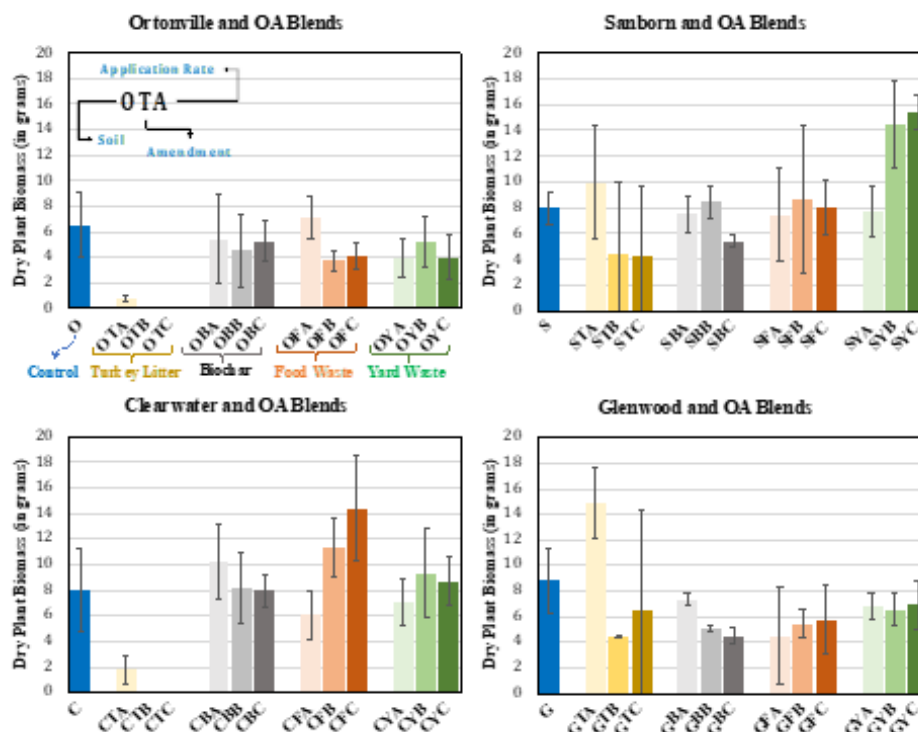 Ortonville and OA Blends
Dry Plant Biomass (in grams)
20
18
16
14
12
10
8
6
4
2
0
Application Rate
OTA
Soil
Amendment
O
OTA
OTB
OTC
OBA
OBB
OBC
OFA
OFB
OFC
OYA
OYB
OYC
Control
Turkey Litter
Biochar
Food Waste
Yard Waste
Sanborn and OA Blends
Dry Plant Biomass (in grams)
20
18
16
14
12
10
8
6
4
2
0
S
STA
STB
STC
SBA
SBB
SBC
SFA
SFB
SFC
SYA
SYB
SYC
Clearwater and OA Blends
Dry Plant Biomass (in grams)
20
18
16
14
12
10
8
6
4
2
0
C
CTA
CTB
CTC
CBA
CBB
CBC
CFA
CFB
CFC
CYA
CYB
CYC
Glenwood and OA Blends
Dry Plant Biomass (in grams)
20
18
16
14
12
10
8
6
4
2
0
G
GTA
GTB
GTC
GBA
GBB
GBC
GFA
GFB
GFC
GYA
GYB
GYC